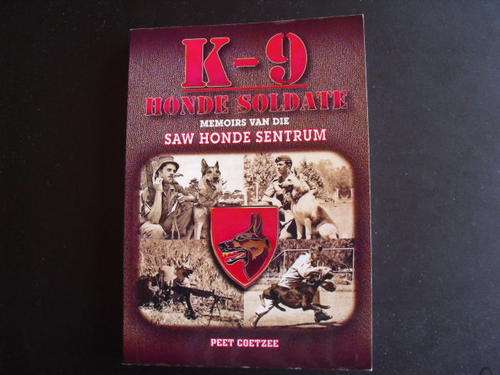 K-9
HONDE SOLDATE
MEMOIRS VAN DIE
SAW HONDE SENTRUM
PEET COETZEE